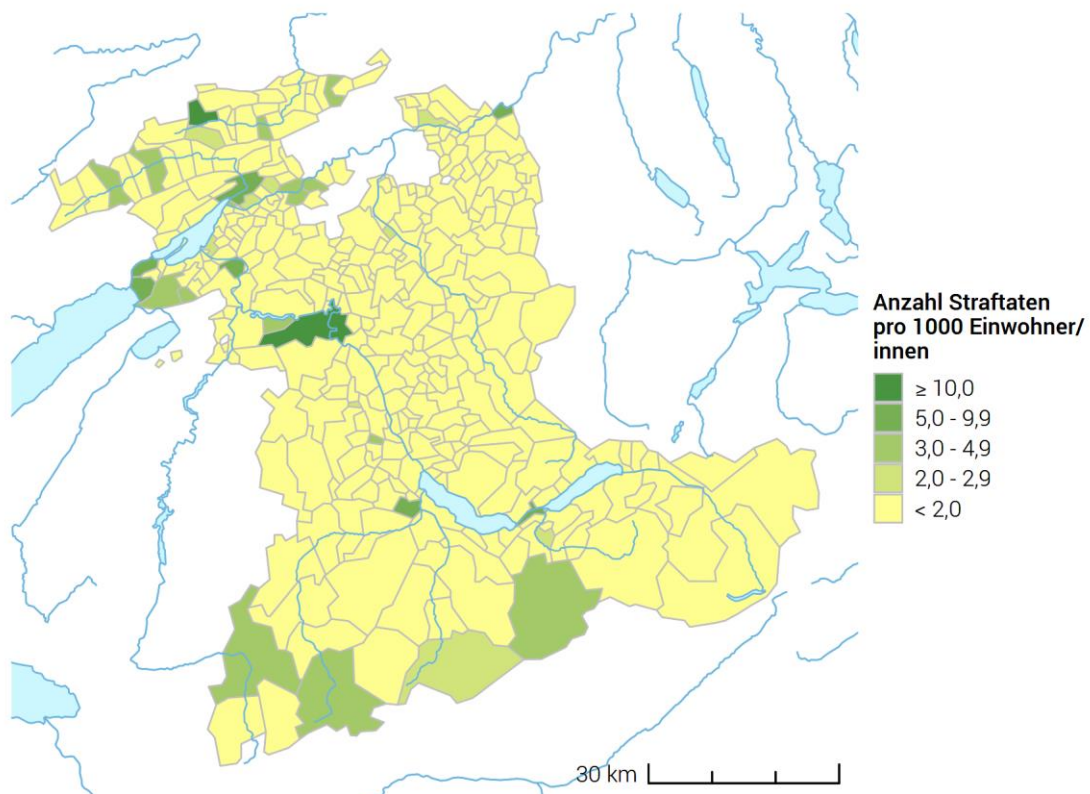 Anzahl Straftaten
pro 1000 Einwohner/
innen
≥ 10,0
5,0 - 9,9
3,0 - 4,9
2,0 - 2,9
< 2,0
30 km